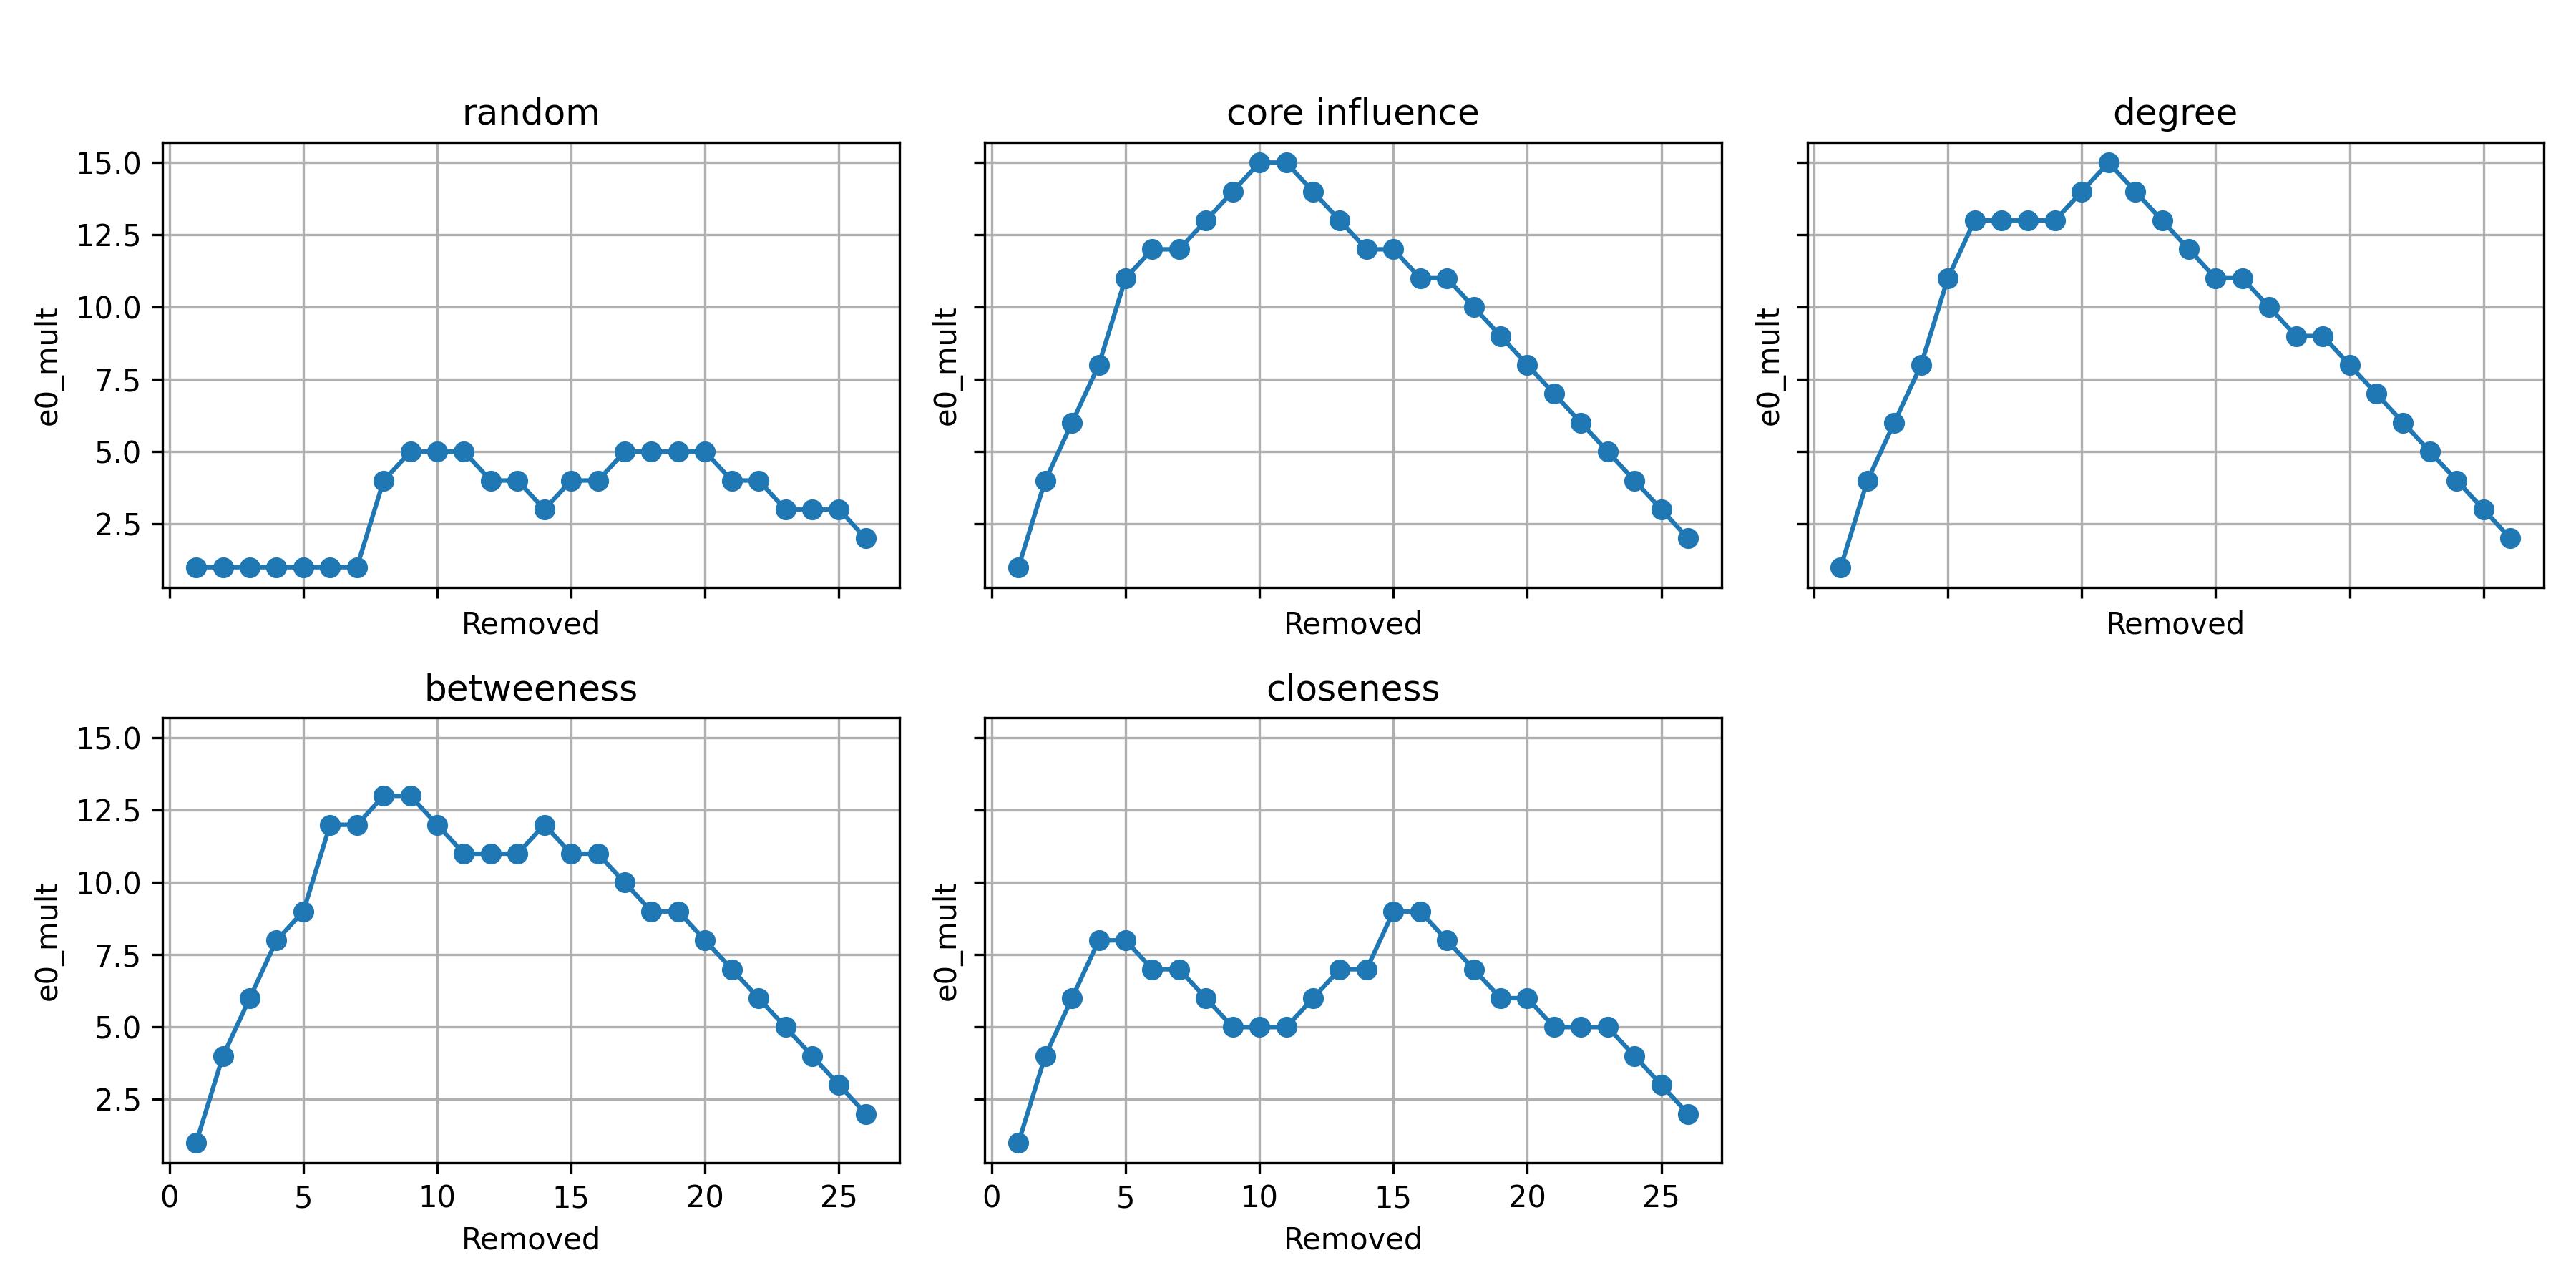 random
core influence
degree
15.0
12.5
10.0
7.5
5.0
2.5
e0_mult
e0_mult
e0_mult
Removed
Removed
Removed
betweeness
closeness
15.0
12.5
10.0
7.5
5.0
2.5
e0_mult
e0_mult
0 5 10 15 20 25
0 5 10 15 20 25
Removed
Removed